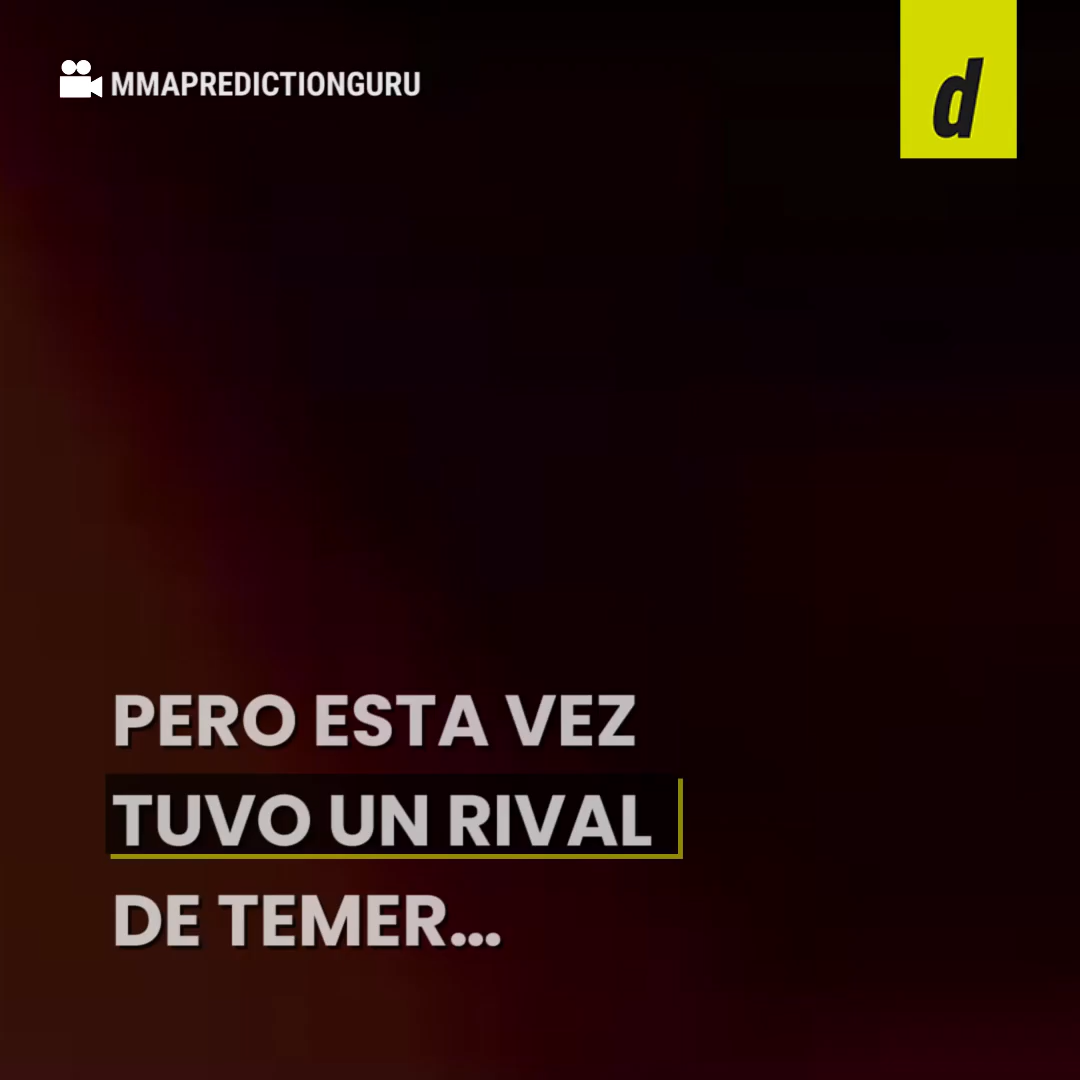 MMAPREDICTIONGURU
d
PERO ESTA VEZ
TUVO UN RIVAL
DE TEMER...